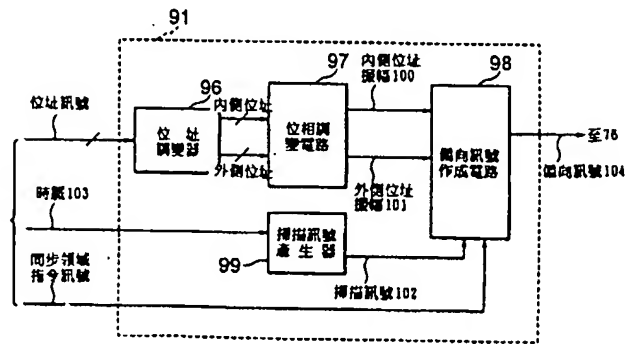 91
96
97
98
位址訊號
位址
調變器
內側位址
外側位址
位相調
變電路
內側位址
振幅100
外側位址
振幅101
偏向訊號
作成電路
至76
偏向訊號104
時脈103
掃描訊號
產生器
99
掃描訊號102
同步領域
指令訊號